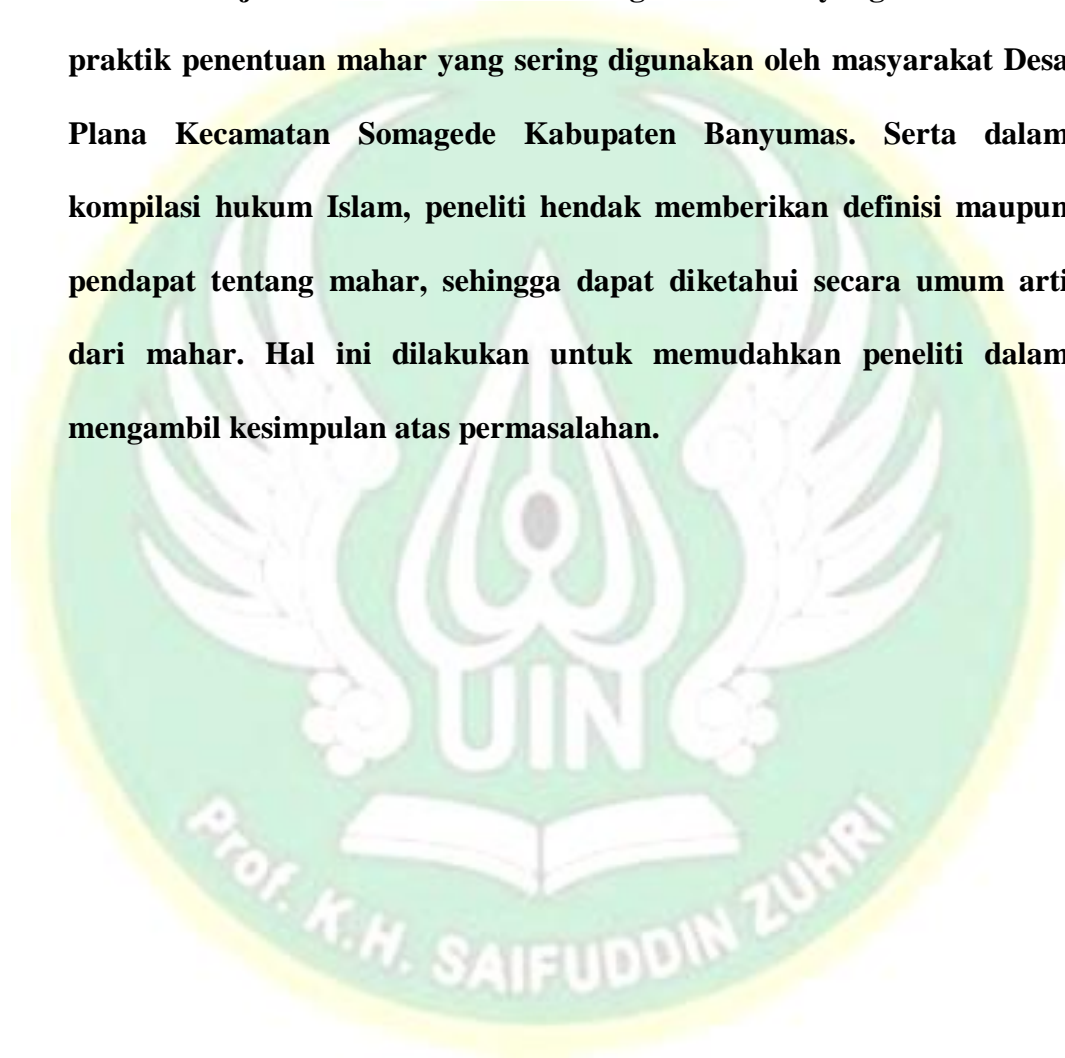 praktik penentuan mahar yang sering digunakan oleh masyarakat Desa
Plana Kecamatan Somagede Kabupaten Banyumas. Serta dalam
kompilasi hukum Islam, peneliti hendak memberikan definisi maupun
pendapat tentang mahar, sehingga dapat diketahui secara umum arti
dari mahar. Hal ini dilakukan untuk memudahkan peneliti dalam
mengambil kesimpulan atas permasalahan.
UIN
Prof. K.H. SAIFUDDIN ZUHRI